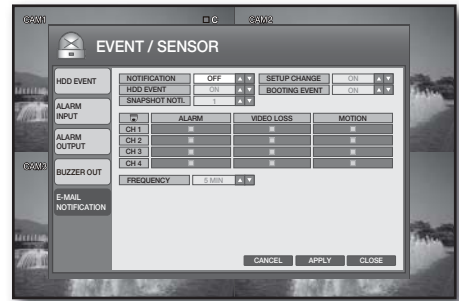 CAM1 C CAM2
EVENT / SENSOR
HDD EVENT
ALARM INPUT
ALARM OUTPUT
BUZZER OUT
E-MAIL NOTIFICATION
NOTIFICATION OFF SETUP CHANGE ON
HDD EVENT ON BOOTING EVENT ON
SNAPSHOT NOTI. 1
ALARM VIDEO LOSS MOTION
CH 1
CH 2
CH 3
CH 4
FREQUENCY 5 MIN
CAM3
CANCEL APPLY CLOSE